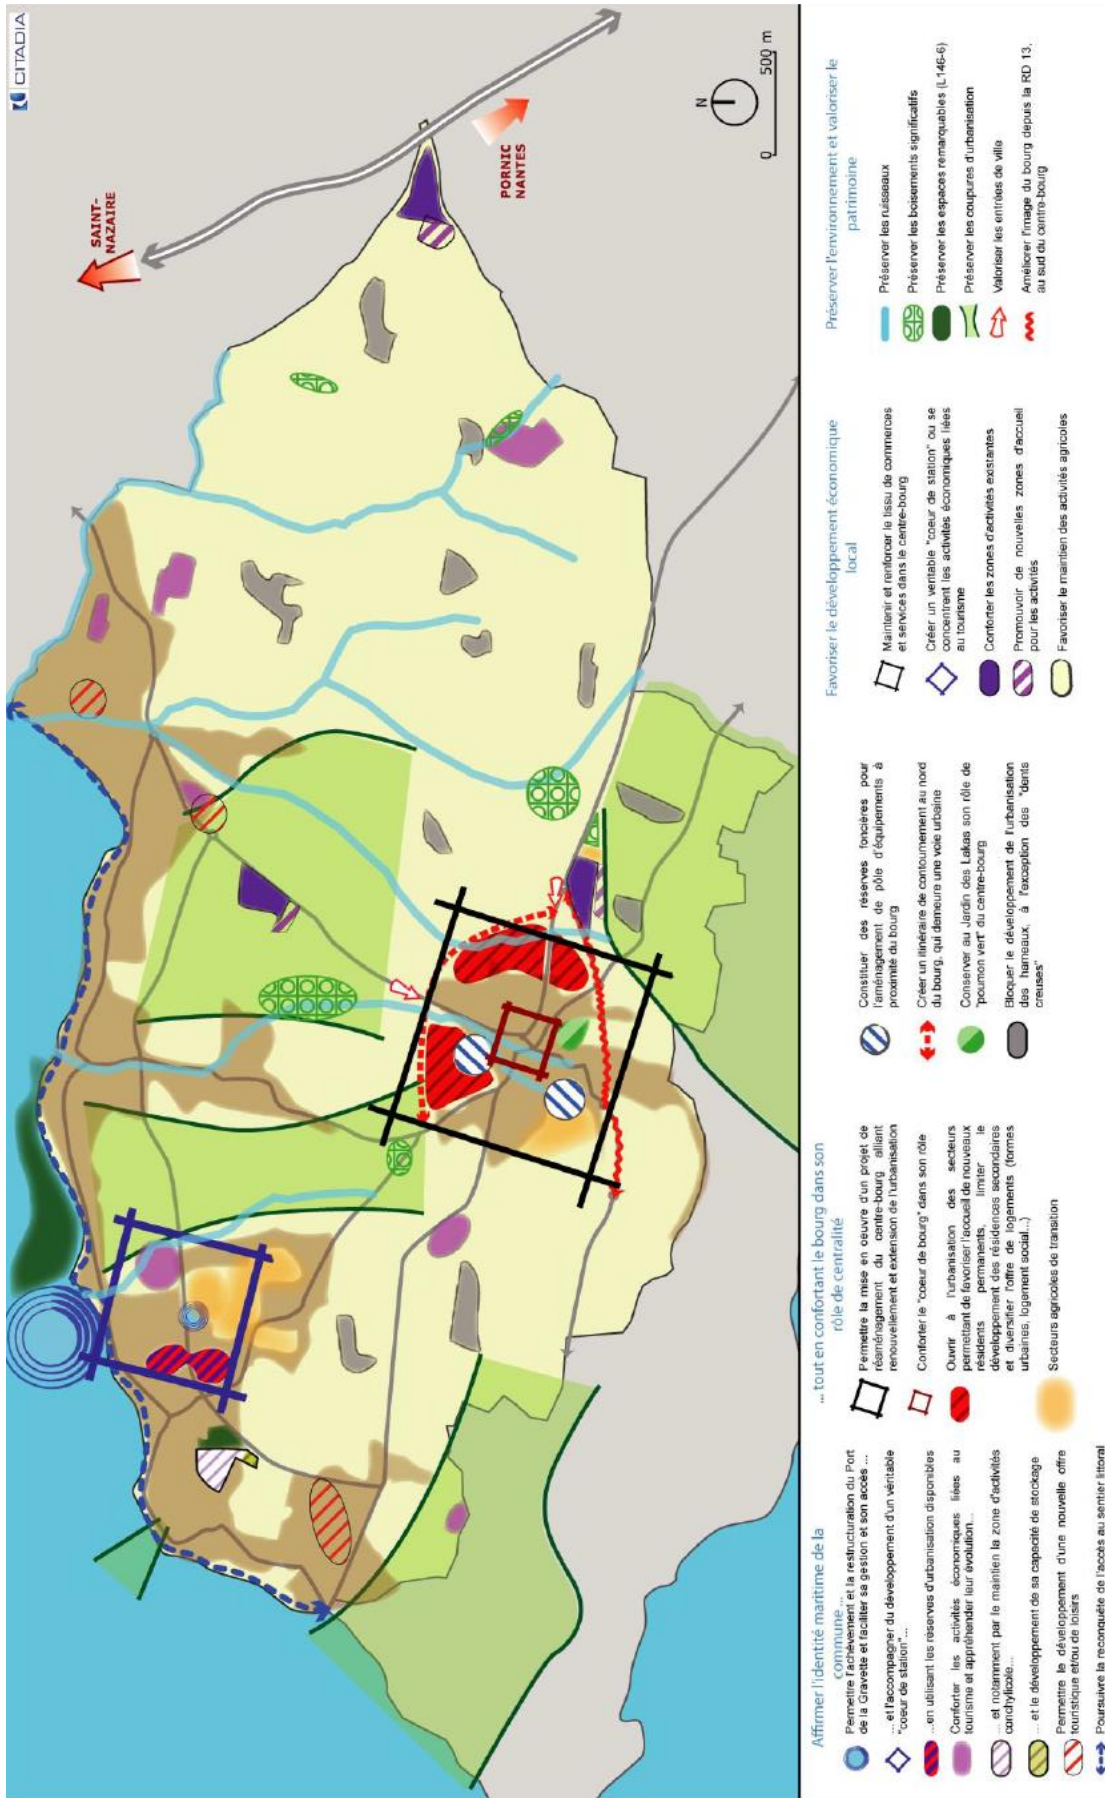 CITADIA
SAINT-
NAZAIRE
PORNIC
NANTES
N
0 500 m
Affirmer l'identité maritime de la
commune ...
Permettre l'achèvement et la restructuration du Port
de la Gravette et faciliter sa gestion et son accès ...
... et l'accompagner du développement d'un véritable
"coeur de station"...
...en utilisant les réserves d'urbanisation disponibles
Conforter les activités économiques liées au
tourisme et appréhender leur évolution...
... et notamment par le maintien la zone d'activités
conchylicole...
... et le développement de sa capacité de stockage
Permettre le développement d'une nouvelle offre
touristique et/ou de loisirs
Poursuivre la reconquête de l'accès au sentier littoral
... tout en confortant le bourg dans son
rôle de centralité
Permettre la mise en oeuvre d'un projet de
réaménagement du centre-bourg alliant
renouvellement et extension de l'urbanisation
Conforter le "coeur de bourg" dans son rôle
Ouvrir à l'urbanisation des secteurs
permettant de favoriser l'accueil de nouveaux
résidents permanents, limiter le
développement des résidences secondaires
et diversifier l'offre de logements (formes
urbaines, logement social...)
Secteurs agricoles de transition
Constituer des réserves foncières pour
l'aménagement de pôle d'équipements à
proximité du bourg
Créer un itinéraire de contournement au nord
du bourg, qui demeure une voie urbaine
Conserver au Jardin des Lakas son rôle de
"poumon vert" du centre-bourg
Bloquer le développement de l'urbanisation
des hameaux, à l'exception des "dents
creuses"
Favoriser le développement économique
local
Maintenir et renforcer le tissu de commerces
et services dans le centre-bourg
Créer un véritable "coeur de station" ou se
concentrent les activités économiques liées
au tourisme
Conforter les zones d'activités existantes
Promouvoir de nouvelles zones d'accueil
pour les activités
Favoriser le maintien des activités agricoles
Préserver l'environnement et valoriser le
patrimoine
Préserver les ruisseaux
Préserver les boisements significatifs
Préserver les espaces remarquables (L146-6)
Préserver les coupures d'urbanisation
Valoriser les entrées de ville
Améliorer l'image du bourg depuis la RD 13,
au sud du centre-bourg